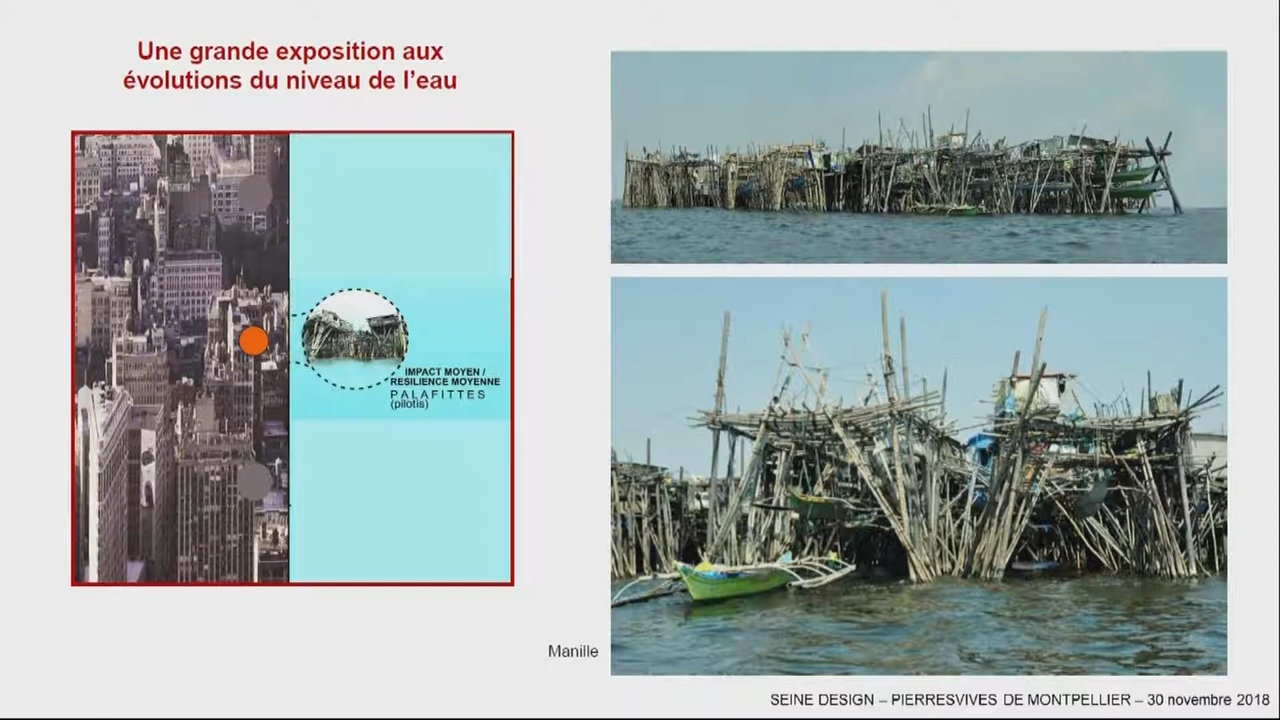 Une grande exposition aux
évolutions du niveau de l'eau
IMPACT MOYEN /
RESILIENCE MOYENNE
PALAFITTES
(pilotis)
Manille
SEINE DESIGN – PIERRESVIVES DE MONTPELLIER – 30 novembre 2018